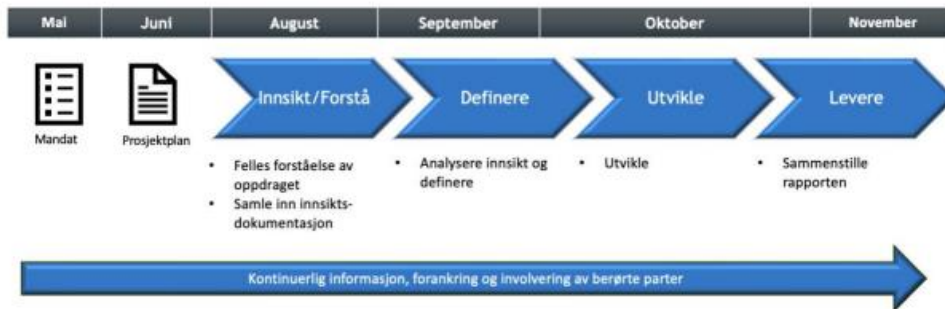 Mai
Juni
August
September
Oktober
November
Mandat
Prosjektplan
Innsikt/Forstå
Definere
Utvikle
Levere
• Felles forståelse av
oppdraget
• Samle inn innsikts-
dokumentasjon
• Analysere innsikt og
definere
• Utvikle
• Sammenstille
rapporten
Kontinuerlig informasjon, forankring og involvering av berørte parter